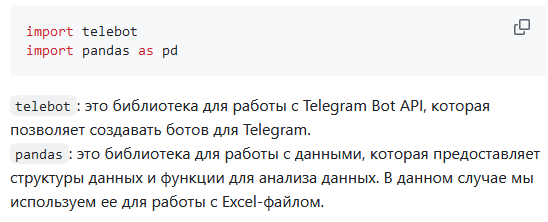 import telebot
import pandas as pd
telebot: это библиотека для работы с Telegram Bot API, которая
позволяет создавать ботов для Telegram.
pandas: это библиотека для работы с данными, которая предоставляет
структуры данных и функции для анализа данных. В данном случае мы
используем ее для работы с Excel-файлом.